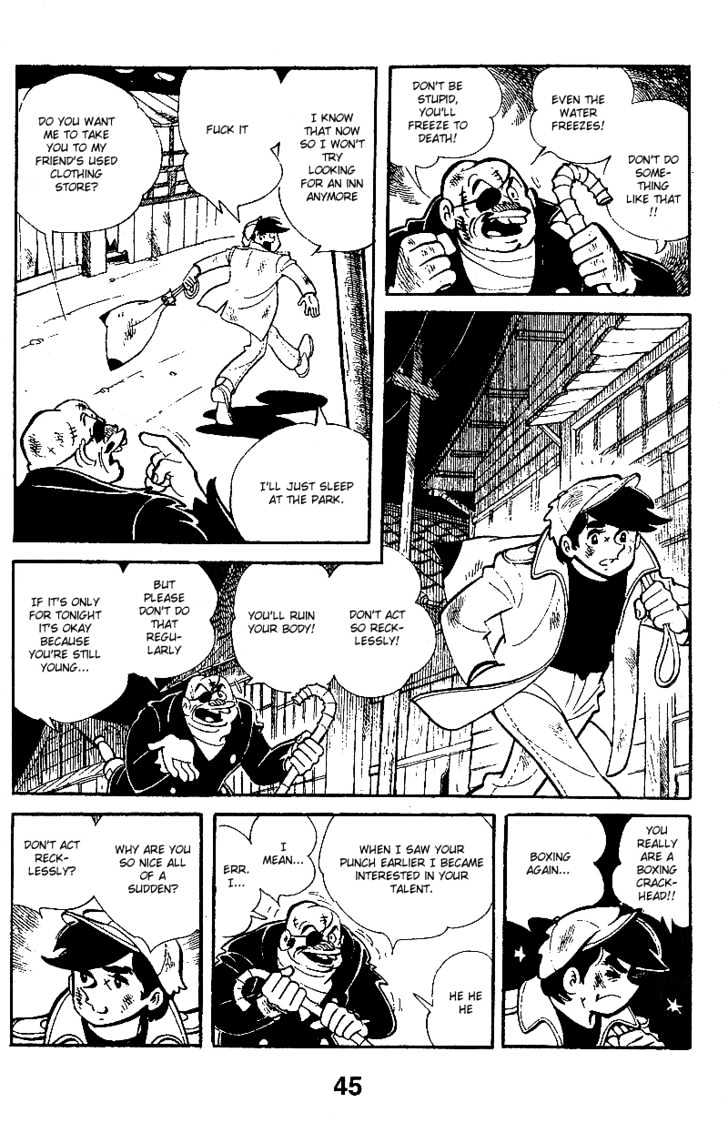 DO YOU WANT
ME TO TAKE
YOU TO MY
FRIEND'S USED
CLOTHING
STORE?
FUCK IT
I KNOW
THAT NOW
SO I WON'T
TRY
LOOKING
FOR AN INN
ANYMORE
I'LL JUST SLEEP
AT THE PARK.
DON'T BE
STUPID,
YOU'LL
FREEZE TO
DEATH!
EVEN THE
WATER
FREEZES!
DON'T DO
SOME-
THING
LIKE THAT
!!
IF IT'S ONLY
FOR TONIGHT
IT'S OKAY
BECAUSE
YOU'RE STILL
YOUNG...
BUT
PLEASE
DON'T DO
THAT
REGU-
LARLY
YOU'LL RUIN
YOUR BODY!
DON'T ACT
SO RECK-
LESSLY!
DON'T ACT
RECK-
LESSLY?
WHY ARE YOU
SO NICE ALL
OF A
SUDDEN?
ERR.
I...
I
MEAN...
WHEN I SAW YOUR
PUNCH EARLIER I BECAME
INTERESTED IN YOUR
TALENT.
HE HE
HE
BOXING
AGAIN...
YOU
REALLY
ARE A
BOXING
CRACK-
HEAD!!
45